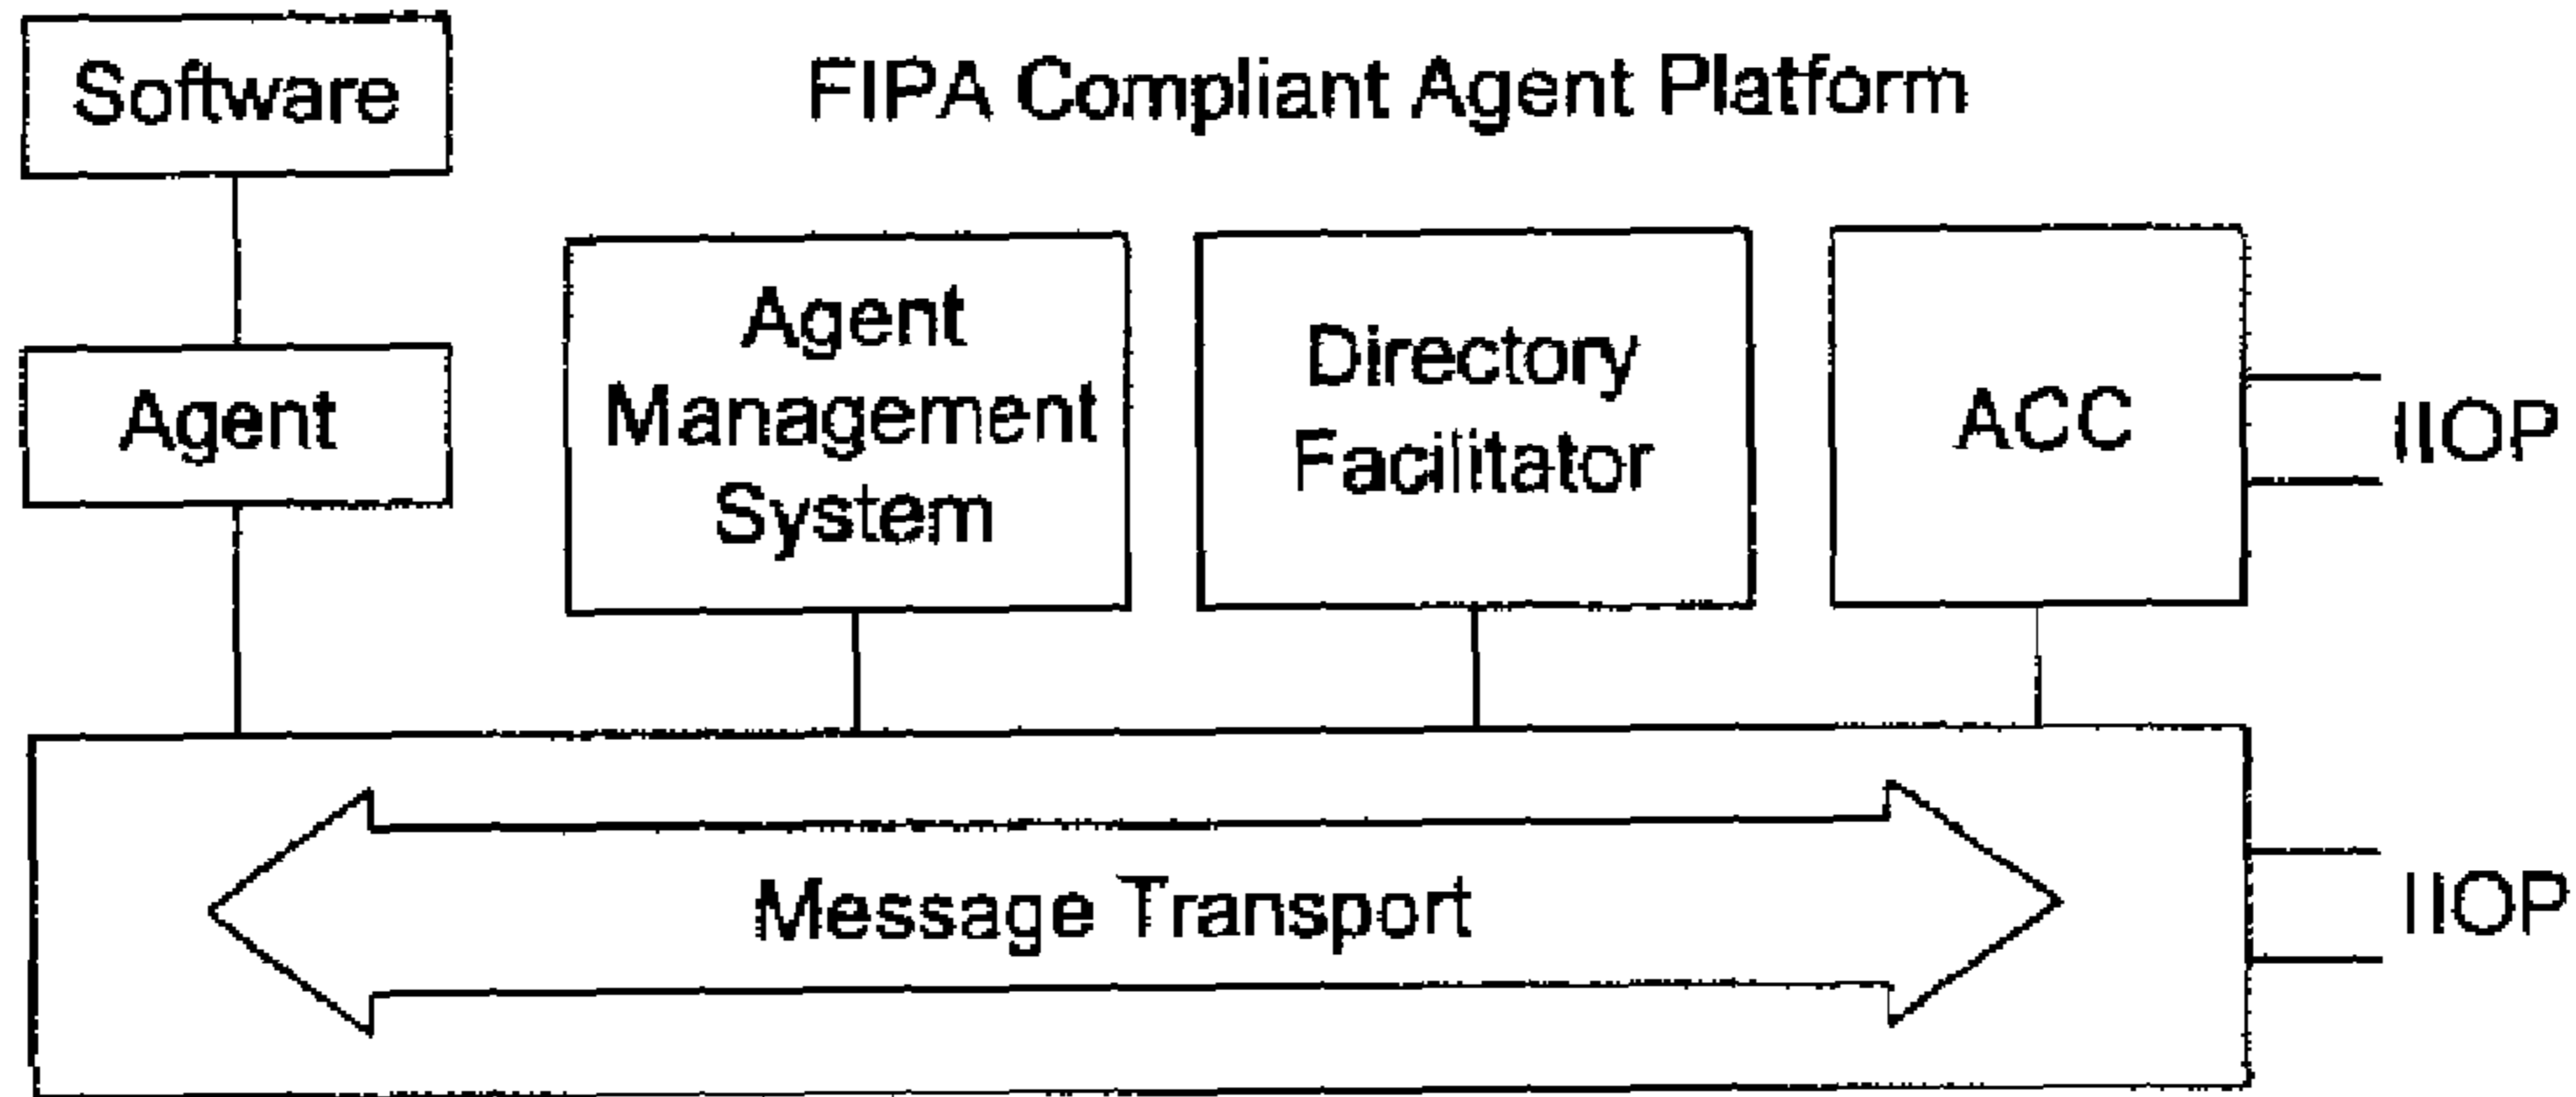 Software
FIPA Compliant Agent Platform
Agent
Agent
Management
System
Directory
Facilitator
ACC
IIOP
Message Transport
IIOP